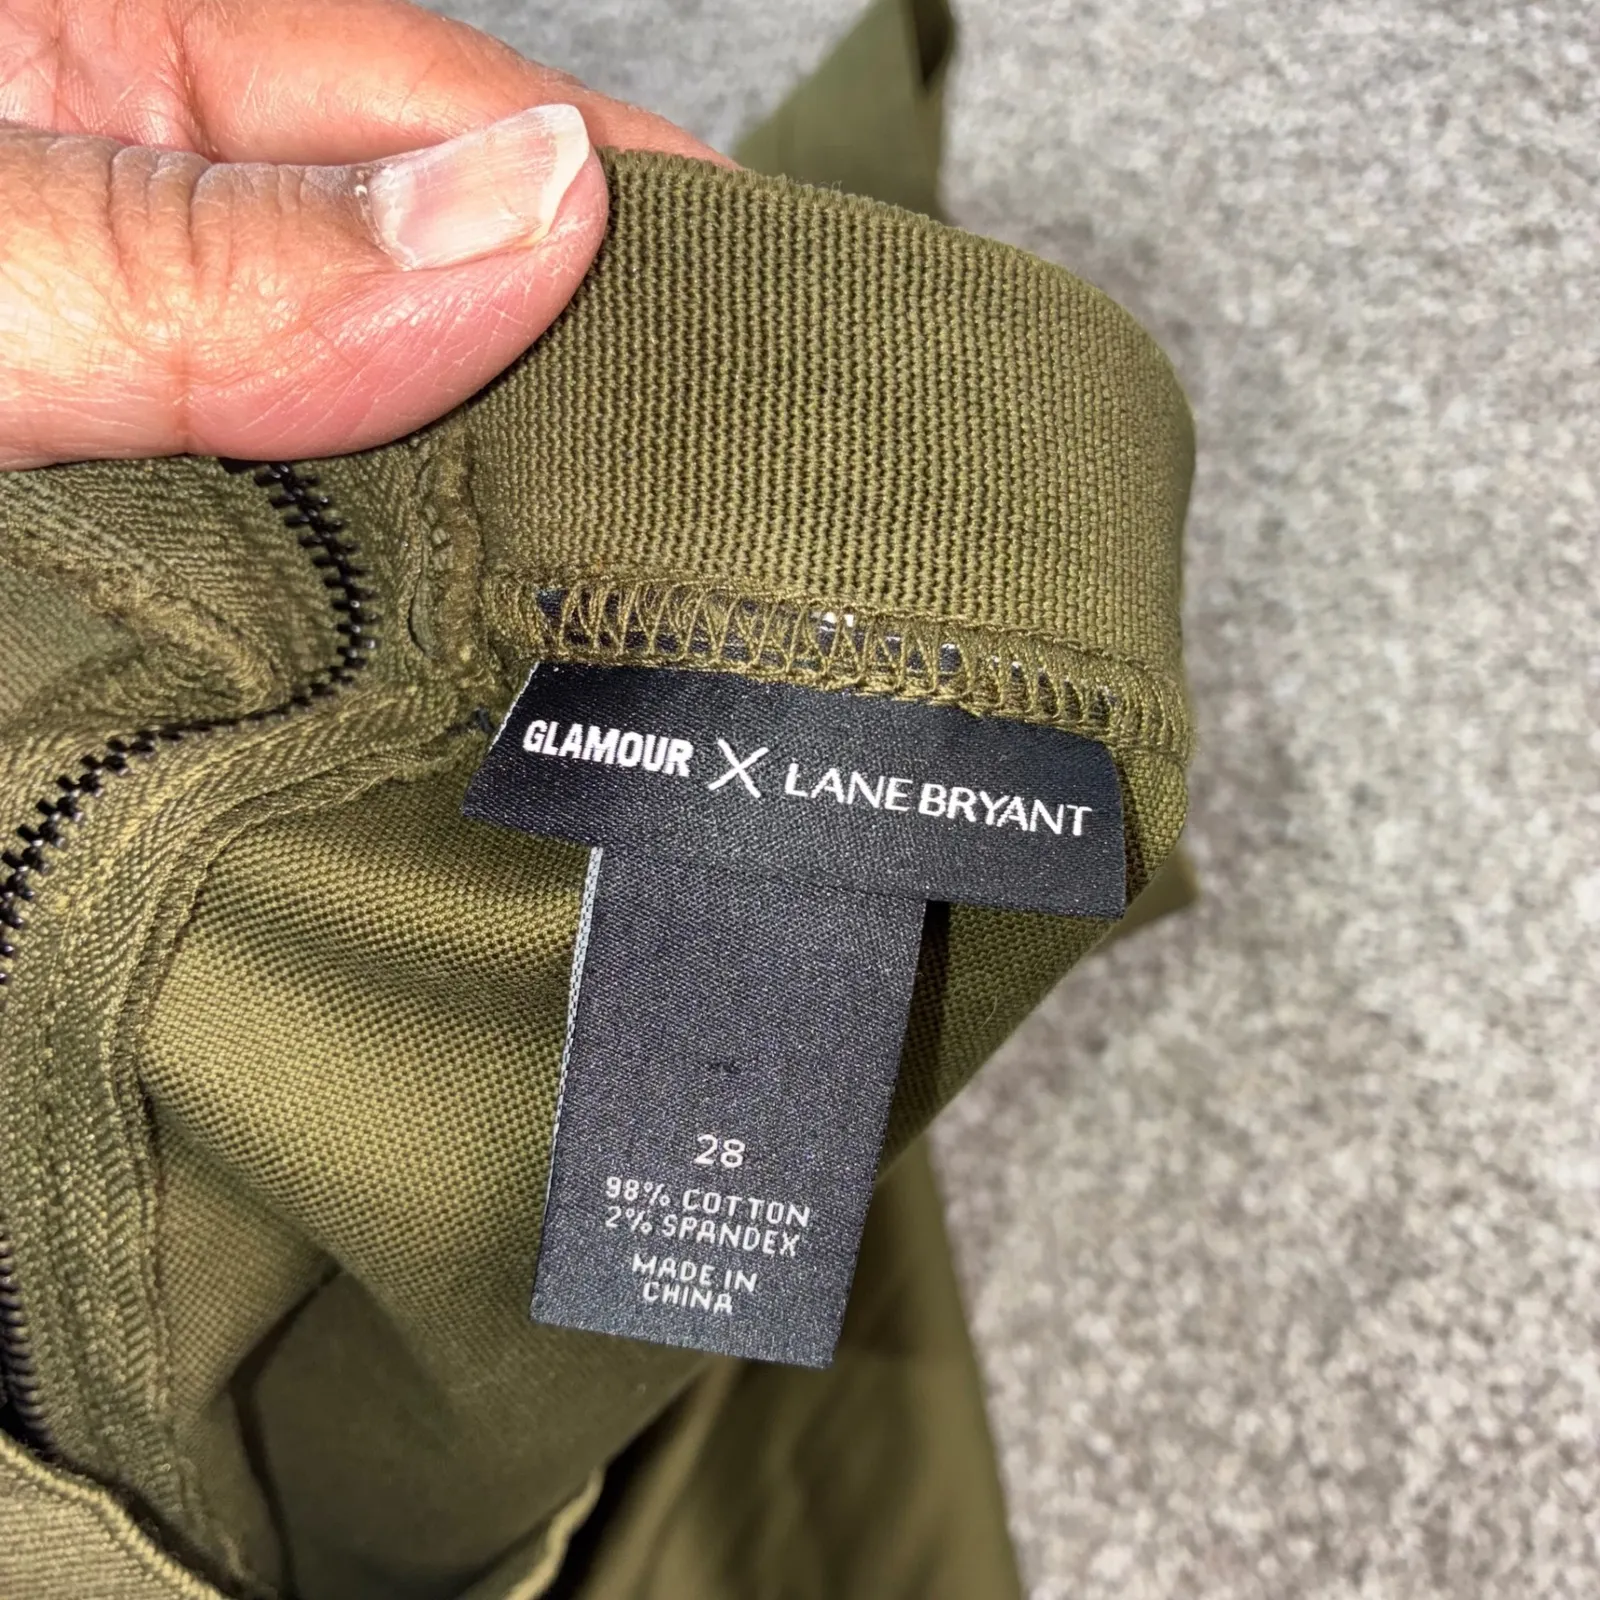 GLAMOUR X LANE BRYANT
28
98% COTTON
2% SPANDEX
MADE IN
CHINA